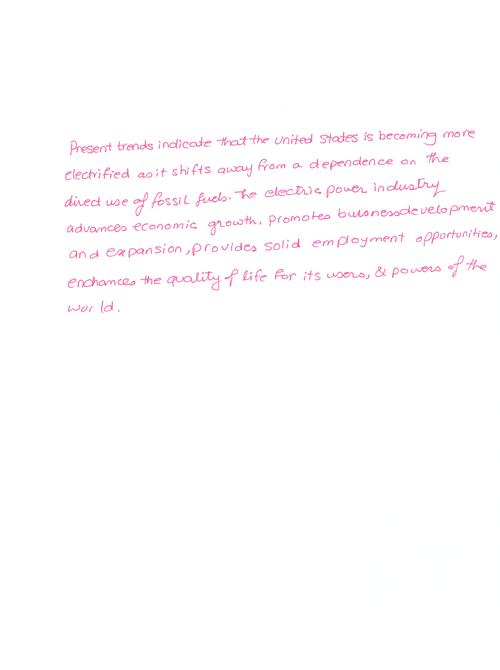 Present trends indicate that the United States is becoming more
electrified as it shifts away from a dependence on the
direct use of fossil fuels. The electric power industry
advances economic growth, promotes buisnessdevelopment
and expansion, provides solid employment opportunities,
enchances the quality of life for its users, & powers of the
world.